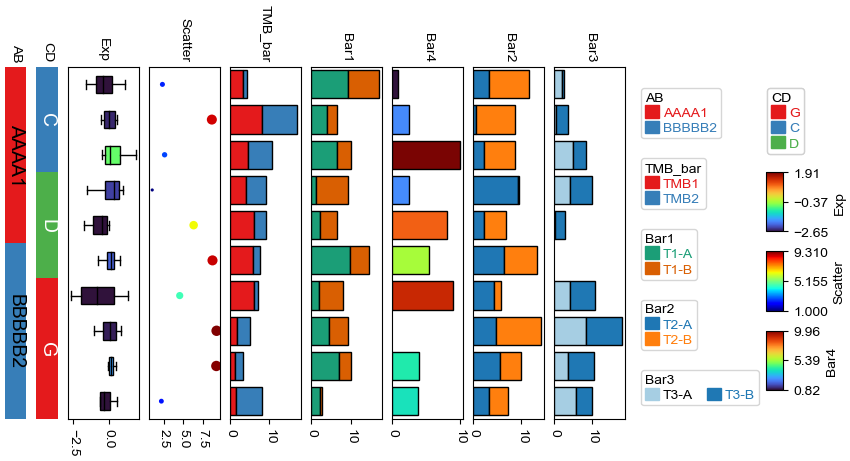 AB
CD
Exp
Scatter
TMB_bar
Bar1
Bar4
Bar2
Bar3
AAAA1
BBBBB2
C
D
G
−2.5
0.0
2.5
5.0
7.5
0
10
0
10
0
10
0
10
0
10
AB
AAAA1
BBBBB2
TMB_bar
TMB1
TMB2
Bar1
T1-A
T1-B
Bar2
T2-A
T2-B
Bar3
T3-A T3-B
CD
G
C
D
1.91
−0.37
−2.65
Exp
9.310
5.155
1.000
Scatter
9.96
5.39
0.82
Bar4